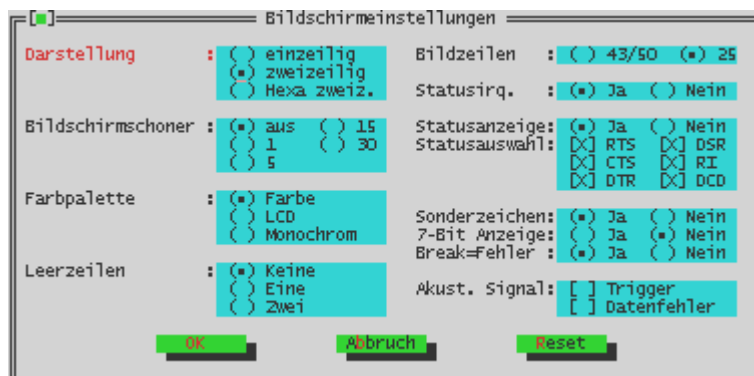 Bildschirmeinstellungen
Darstellung : ( ) einzeilig
(•) zweizeilig
( ) Hexa zweiz.
Bildschirmschoner : (•) aus ( ) 15
( ) 1 ( ) 30
( ) 5
Farbpalette : (•) Farbe
( ) LCD
( ) Monochrom
Leerzeilen : (•) Keine
( ) Eine
( ) Zwei
Bildzeilen : ( ) 43/50 (•) 25
Statusirq. : (•) Ja ( ) Nein
Statusanzeige: (•) Ja ( ) Nein
Statusauswahl: [X] RTS [X] DSR
[X] CTS [X] RI
[X] DTR [X] DCD
Sonderzeichen: (•) Ja ( ) Nein
7-Bit Anzeige: ( ) Ja (•) Nein
Break=Fehler : (•) Ja ( ) Nein
Akust. Signal: [ ] Trigger
[ ] Datenfehler
OK Abbruch Reset